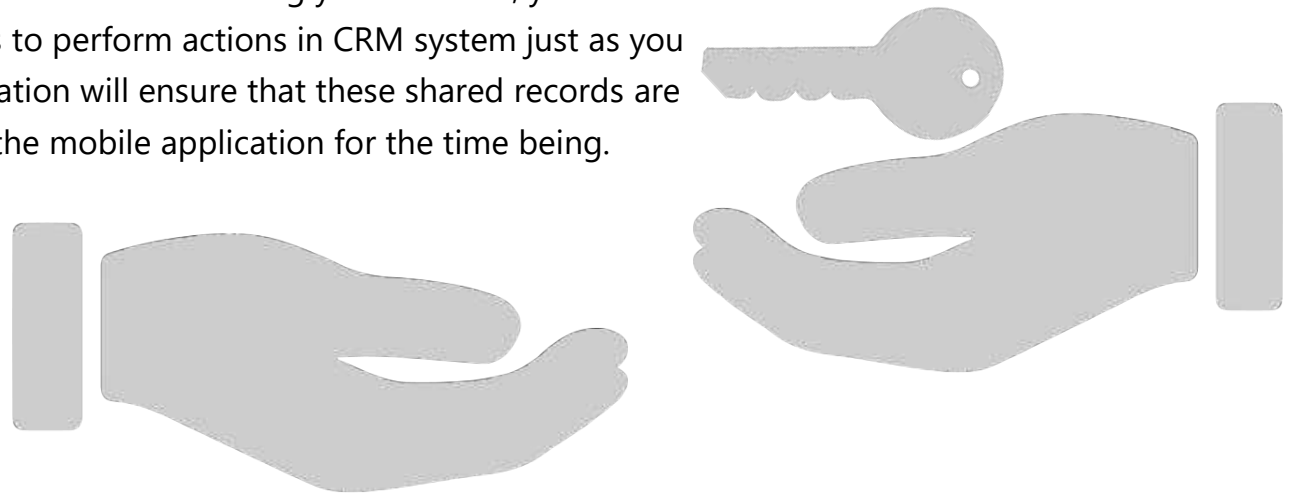 s to perform actions in CRM system just as you
ation will ensure that these shared records are
the mobile application for the time being.